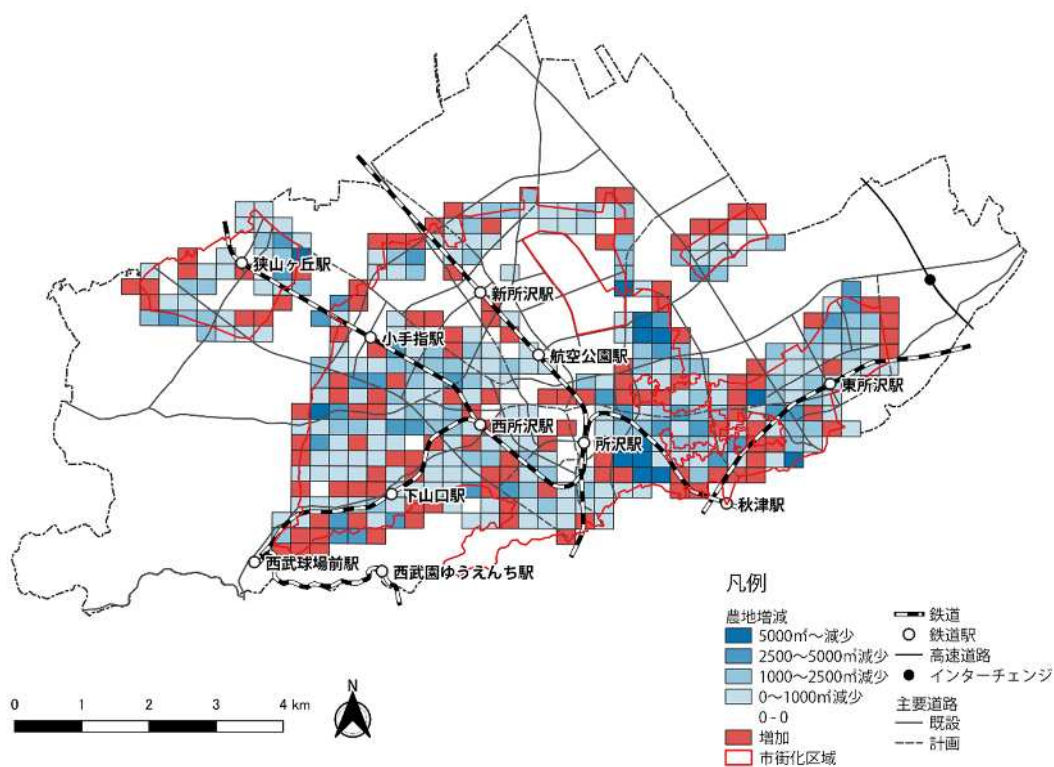 狭山ヶ丘駅
新所沢駅
小手指駅
航空公園駅
東所沢駅
西所沢駅
所沢駅
下山口駅
秋津駅
西武球場前駅
西武園ゆうえんち駅
凡例
農地増減
5000㎡～減少
2500～5000㎡減少
1000～2500㎡減少
0～1000㎡減少
0 - 0
増加
市街化区域
鉄道
鉄道駅
高速道路
インターチェンジ
主要道路
既設
計画
0 1 2 3 4 km
N